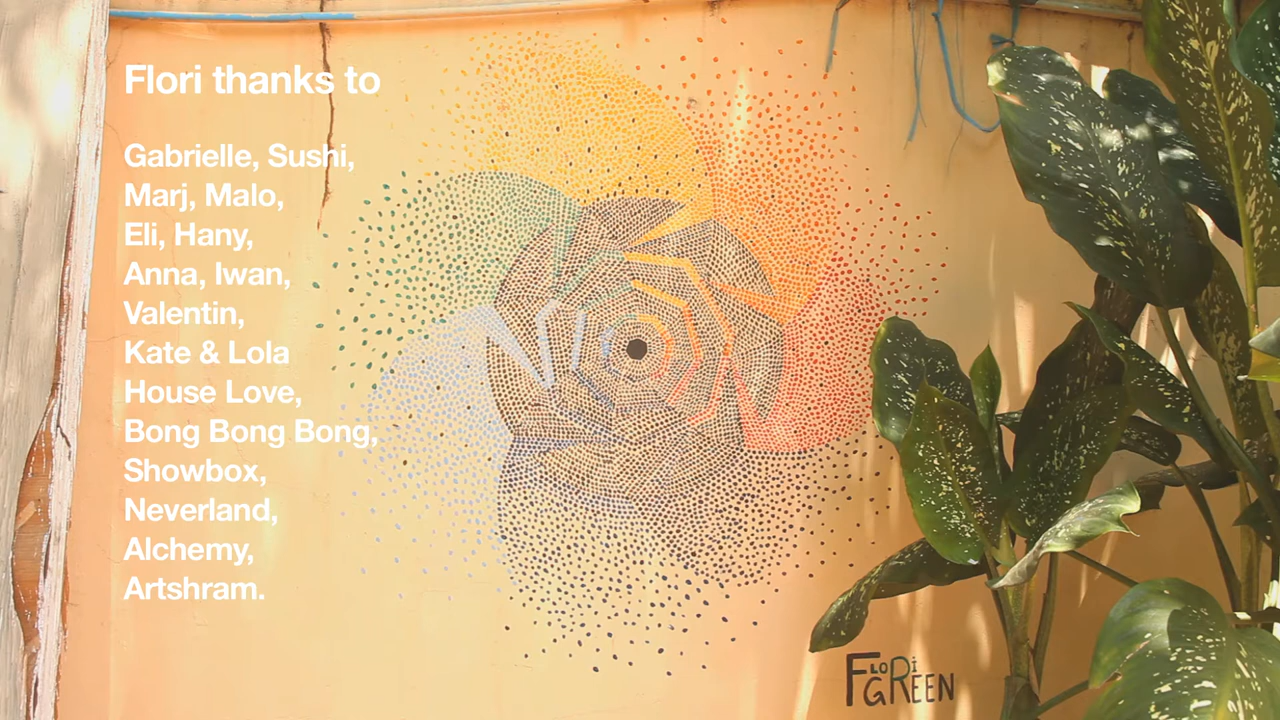 Flori thanks to
Gabrielle, Sushi,
Marj, Malo,
Eli, Hany,
Anna, Iwan,
Valentin,
Kate & Lola
House Love,
Bong Bong Bong,
Showbox,
Neverland,
Alchemy,
Artshram.
FLORi
GREEN